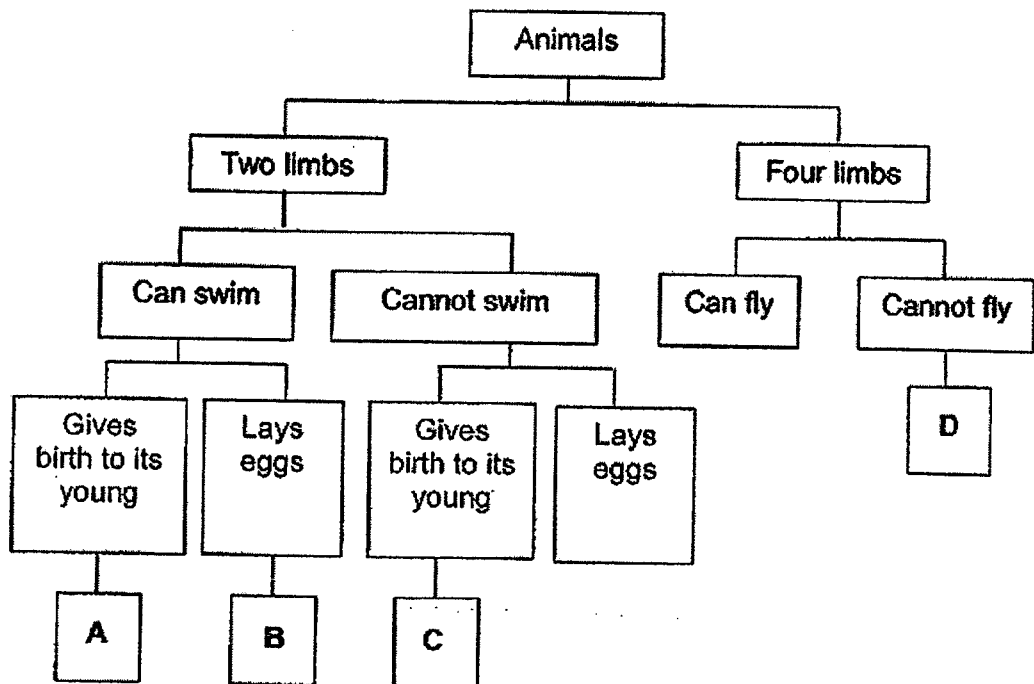 Animals
Two limbs
Four limbs
Can swim
Cannot swim
Can fly
Cannot fly
Gives
birth to its
young
Lays
eggs
Gives
birth to its
young
Lays
eggs
D
A
B
C